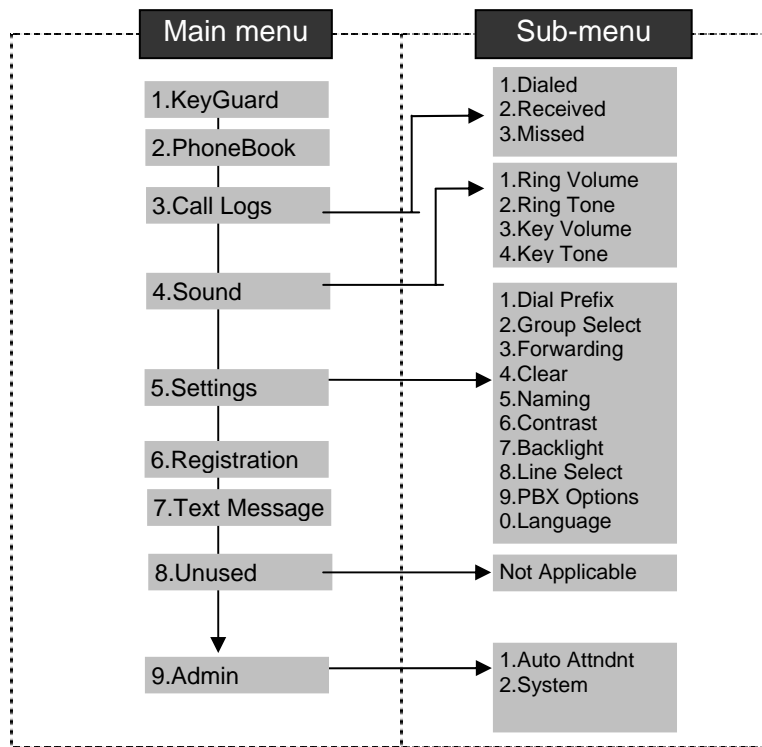 Main menu
Sub-menu
1.KeyGuard
2.PhoneBook
3.Call Logs
4.Sound
5.Settings
6.Registration
7.Text Message
8.Unused
9.Admin
1.Dialed
2.Received
3.Missed
1.Ring Volume
2.Ring Tone
3.Key Volume
4.Key Tone
1.Dial Prefix
2.Group Select
3.Forwarding
4.Clear
5.Naming
6.Contrast
7.Backlight
8.Line Select
9.PBX Options
0.Language
Not Applicable
1.Auto Attndnt
2.System